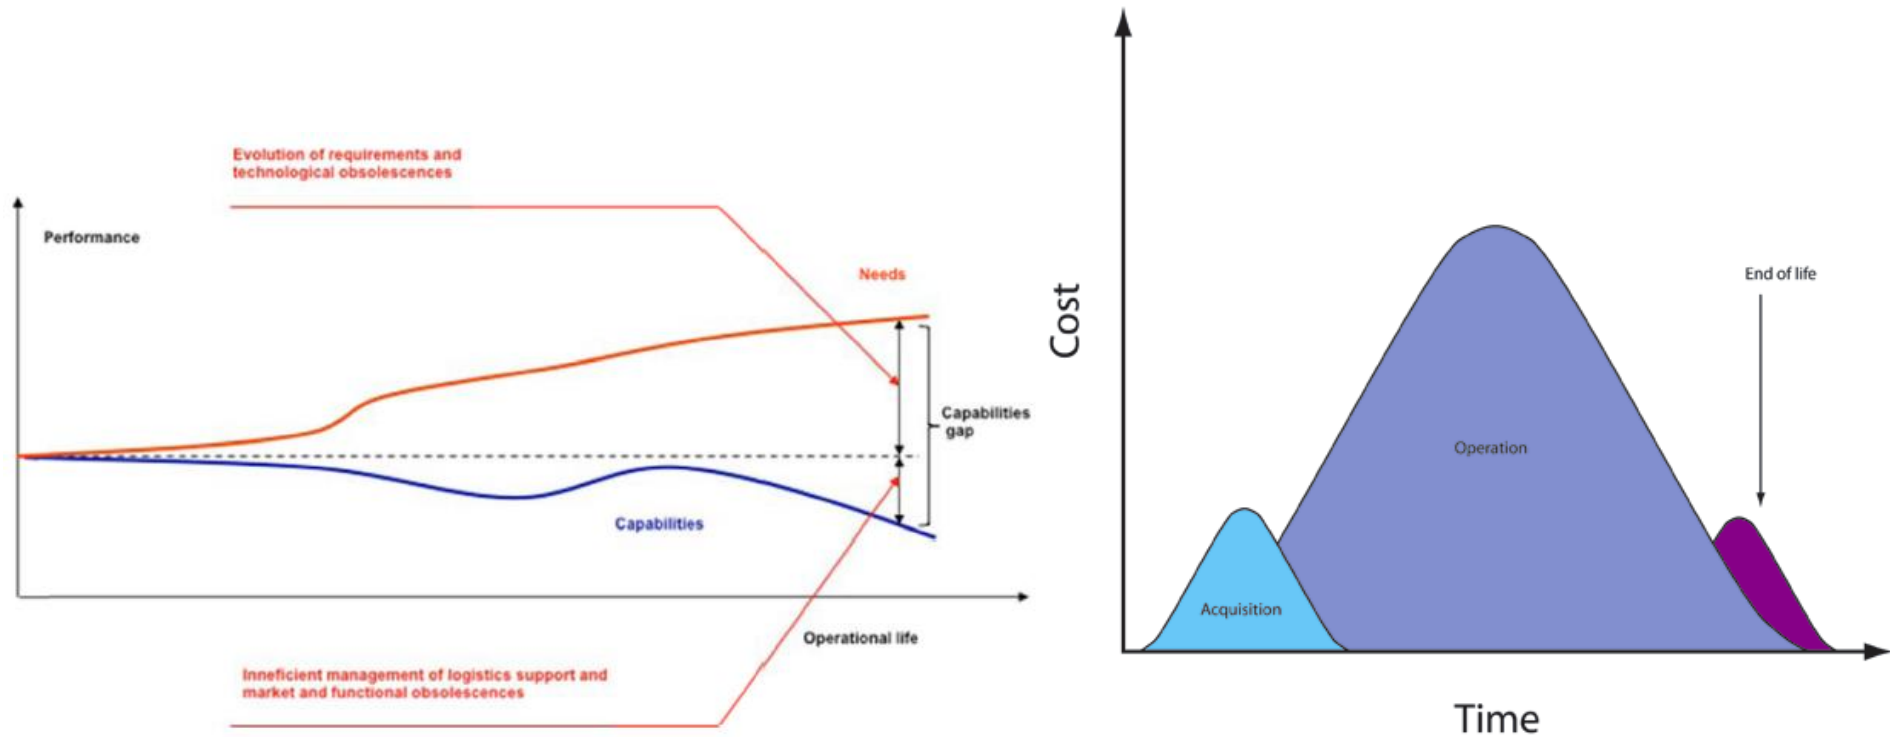 Evolution of requirements and
technological obsolescences
Performance
Needs
Capabilities
gap
Capabilities
Operational life
Inneficient management of logistics support and
market and functional obsolescences
Cost
End of life
Operation
Acquisition
Time